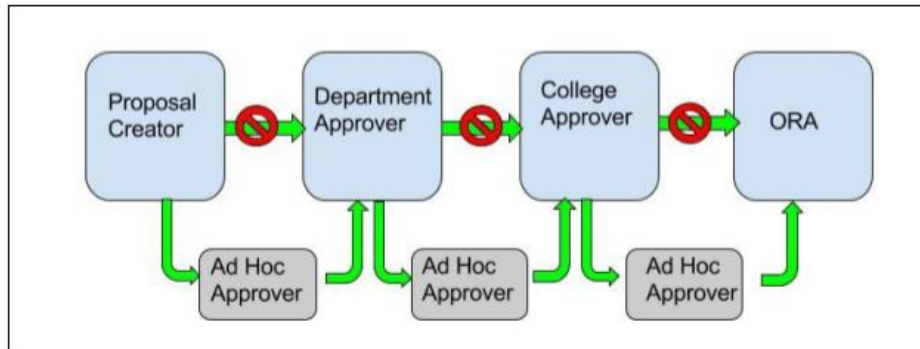 Proposal
Creator
Department
Approver
College
Approver
ORA
Ad Hoc
Approver
Ad Hoc
Approver
Ad Hoc
Approver